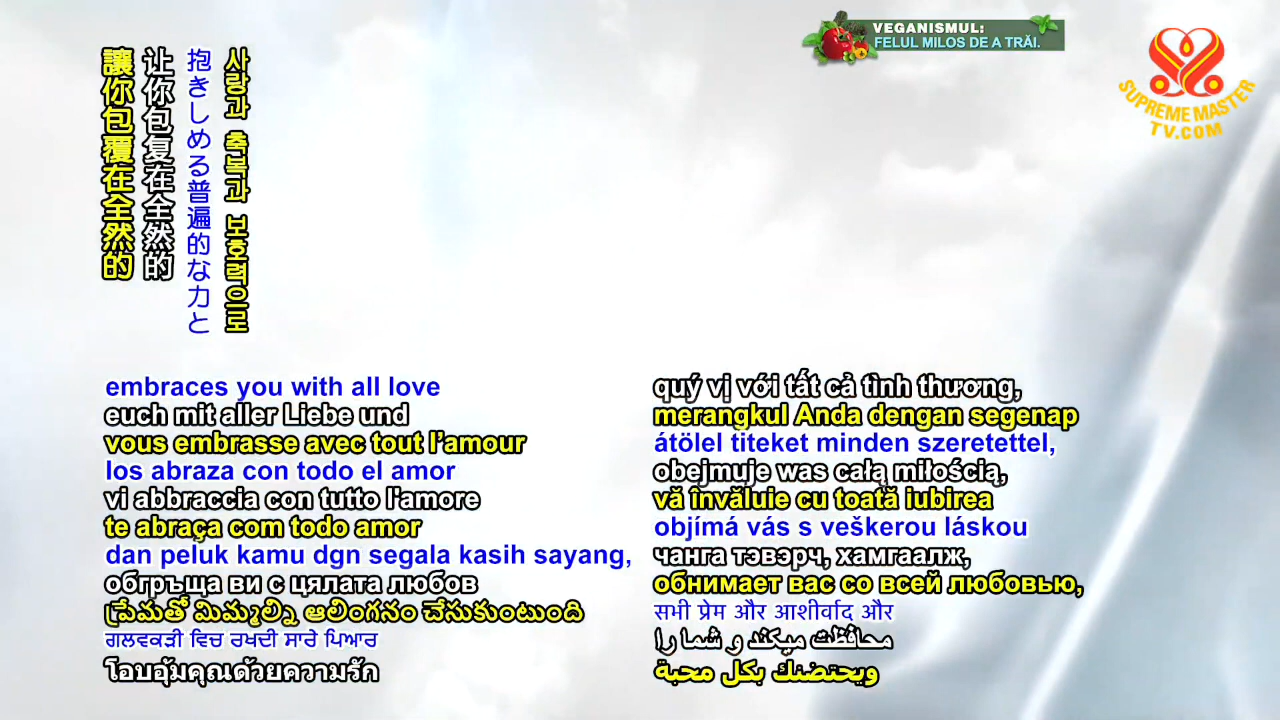 VEGANISMUL:
FELUL MILOS DE A TRĂI.
SUPREME MASTER
TV.COM
讓你包覆在全然的
让你包复在全然的
抱きしめる普遍的な力と
사랑과 축복과 보호력으로
embraces you with all love
euch mit aller Liebe und
vous embrasse avec tout l'amour
los abraza con todo el amor
vi abbraccia con tutto l'amore
te abraça com todo amor
dan peluk kamu dgn segala kasih sayang,
обгръща ви с цялата любов
ప్రేమతో మిమ్మల్ని ఆలింగనం చేసుకుంటుంది
ਗਲਵਕੜੀ ਵਿਚ ਰਖਦੀ ਸਾਰੇ ਪਿਆਰ
โอบอุ้มคุณด้วยความรัก
quý vị với tất cả tình thương,
merangkul Anda dengan segenap
átölel titeket minden szeretettel,
obejmuje was całą miłością,
vă învăluie cu toată iubirea
objímá vás s veškerou láskou
чанга тэвэрч, хамгаалж,
обнимает вас со всей любовью,
सभी प्रेम और आशीर्वाद और
محافظت میکند و شما را
ويحتضنك بكل محبة